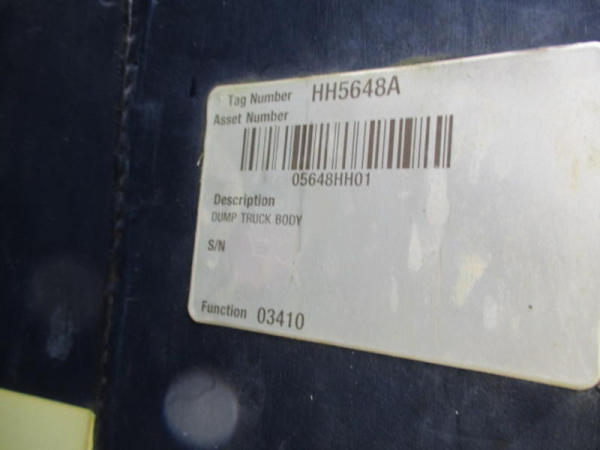 Tag Number HH5648A
Asset Number
05648HH01
Description
DUMP TRUCK BODY
S/N
Function 03410